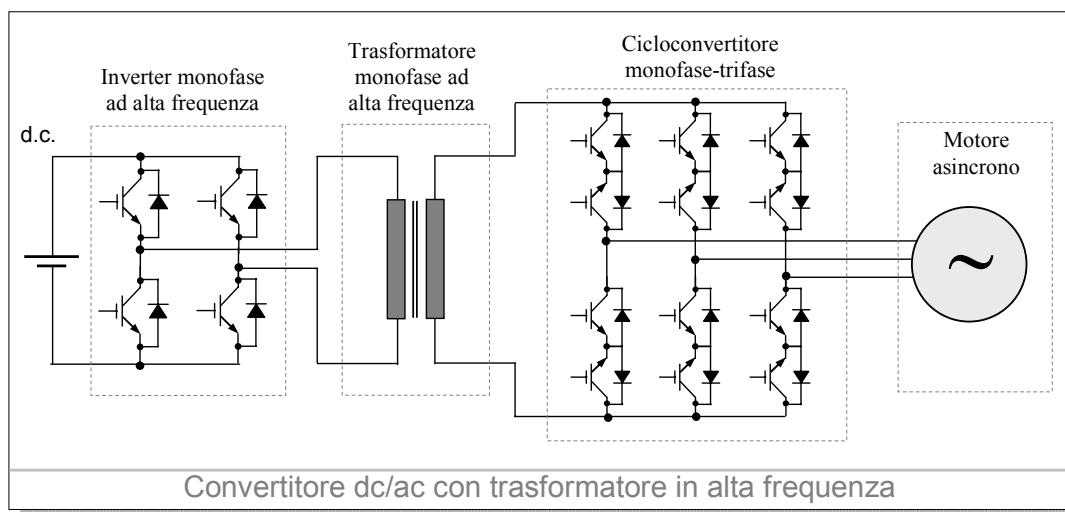 Inverter monofase
ad alta frequenza
Trasformatore
monofase ad
alta frequenza
Cicloconvertitore
monofase-trifase
Motore
asincrono
d.c.
~
Convertitore dc/ac con trasformatore in alta frequenza